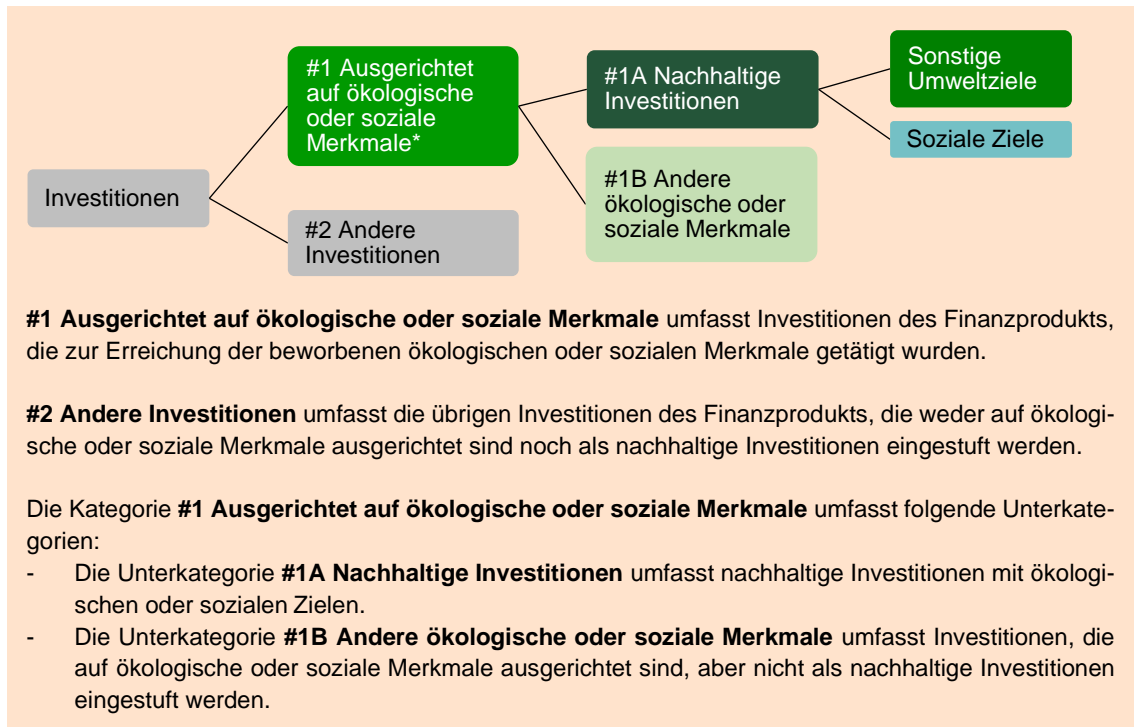 #1 Ausgerichtet
auf ökologische
oder soziale
Merkmale*
#1A Nachhaltige
Investitionen
Sonstige
Umweltziele
Soziale Ziele
#1B Andere
ökologische oder
soziale Merkmale
Investitionen
#2 Andere
Investitionen
#1 Ausgerichtet auf ökologische oder soziale Merkmale umfasst Investitionen des Finanzprodukts,
die zur Erreichung der beworbenen ökologischen oder sozialen Merkmale getätigt wurden.
#2 Andere Investitionen umfasst die übrigen Investitionen des Finanzprodukts, die weder auf ökologi-
sche oder soziale Merkmale ausgerichtet sind noch als nachhaltige Investitionen eingestuft werden.
Die Kategorie #1 Ausgerichtet auf ökologische oder soziale Merkmale umfasst folgende Unterkate-
gorien:
- Die Unterkategorie #1A Nachhaltige Investitionen umfasst nachhaltige Investitionen mit ökologi-
schen oder sozialen Zielen.
- Die Unterkategorie #1B Andere ökologische oder soziale Merkmale umfasst Investitionen, die
auf ökologische oder soziale Merkmale ausgerichtet sind, aber nicht als nachhaltige Investitionen
eingestuft werden.